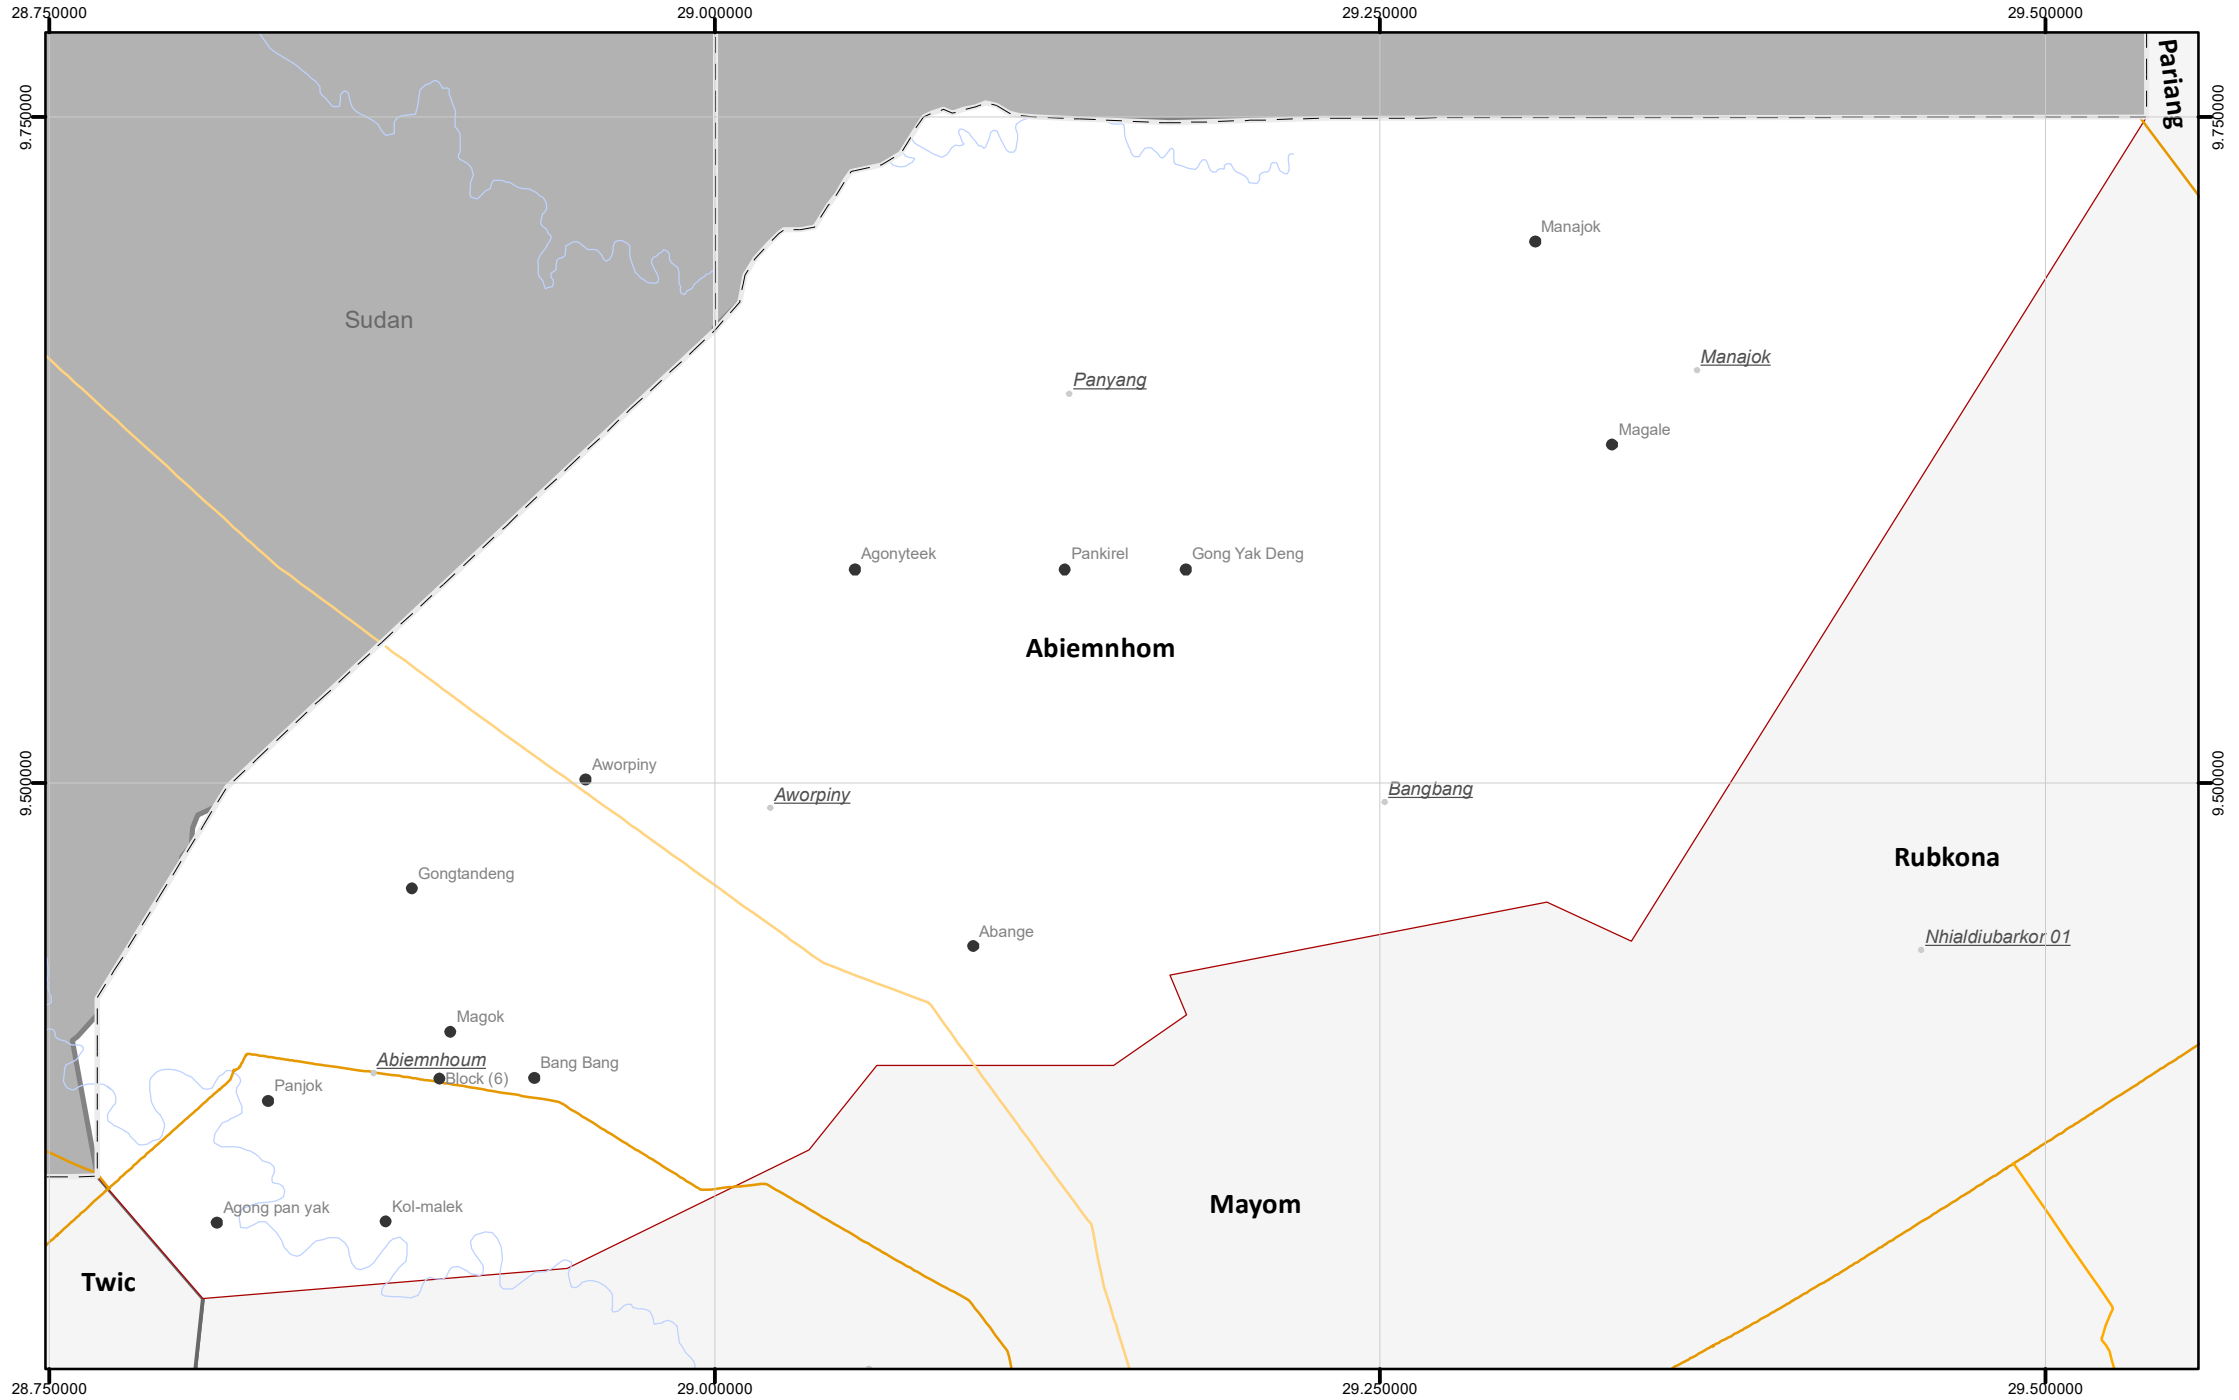 28.750000
29.000000
29.250000
29.500000
Pariang
9.750000
9.750000
Manajok
Sudan
Manajok
Panyang
Magale
Agonyteek
Pankirel
Gong Yak Deng
Abiemnhom
Aworpiny
9.500000
9.500000
Aworpiny
Bangbang
Rubkona
Gongtandeng
Abange
Nhialdiubarkor 01
Magok
Abiemnhoum
Bang Bang
Block (6)
Panjok
Agong pan yak
Kol-malek
Mayom
Twic
28.750000
29.000000
29.250000
29.500000